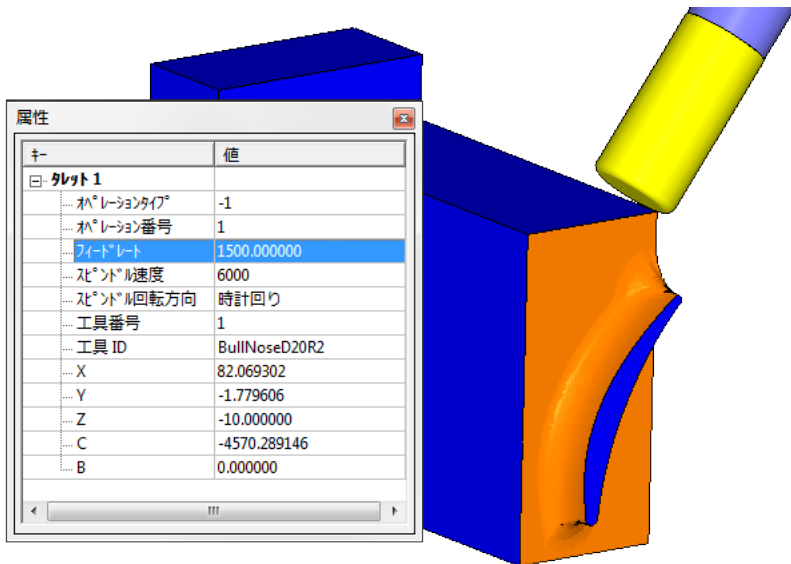 属性
キー 値
タレット 1
オペレーションタイプ -1
オペレーション番号 1
フィードレート 1500.000000
スピンドル速度 6000
スピンドル回転方向 時計回り
工具番号 1
工具 ID BullNoseD20R2
X 82.069302
Y -1.779606
Z -10.000000
C -4570.289146
B 0.000000